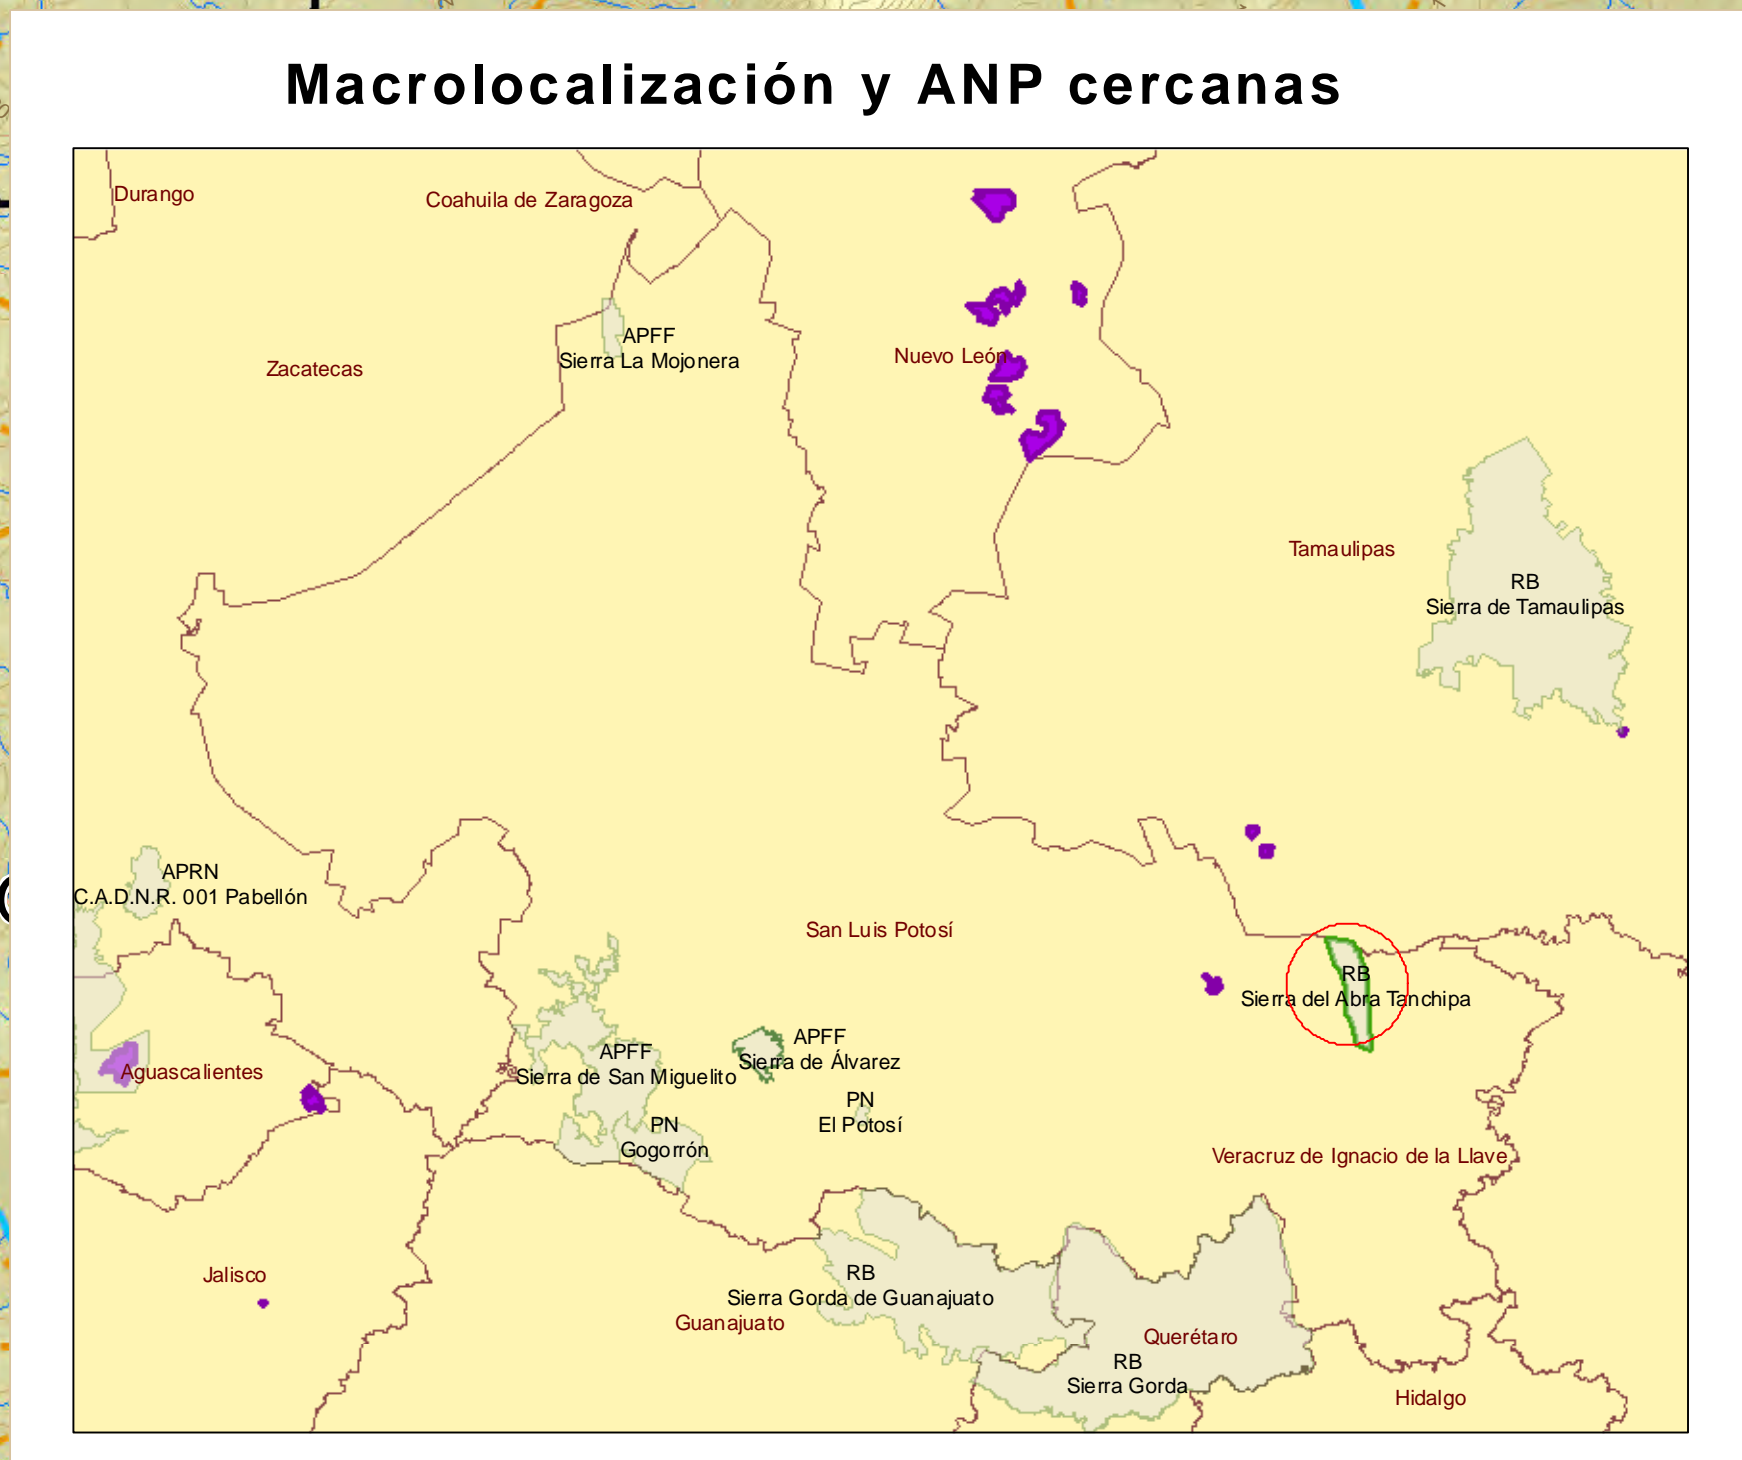 Macrolocalización y ANP cercanas
Durango
Coahuila de Zaragoza
APFF
Sierra La Mojonera
Zacatecas
Nuevo León
Tamaulipas
RB
Sierra de Tamaulipas
APRN
C.A.D.N.R. 001 Pabellón
San Luis Potosí
RB
Sierra del Abra Tanchipa
APFF
Sierra de Álvarez
APFF
Sierra de San Miguelito
Aguascalientes
PN
El Potosí
PN
Gogorrón
Veracruz de Ignacio de la Llave
Jalisco
RB
Sierra Gorda de Guanajuato
Guanajuato
Querétaro
RB
Sierra Gorda
Hidalgo